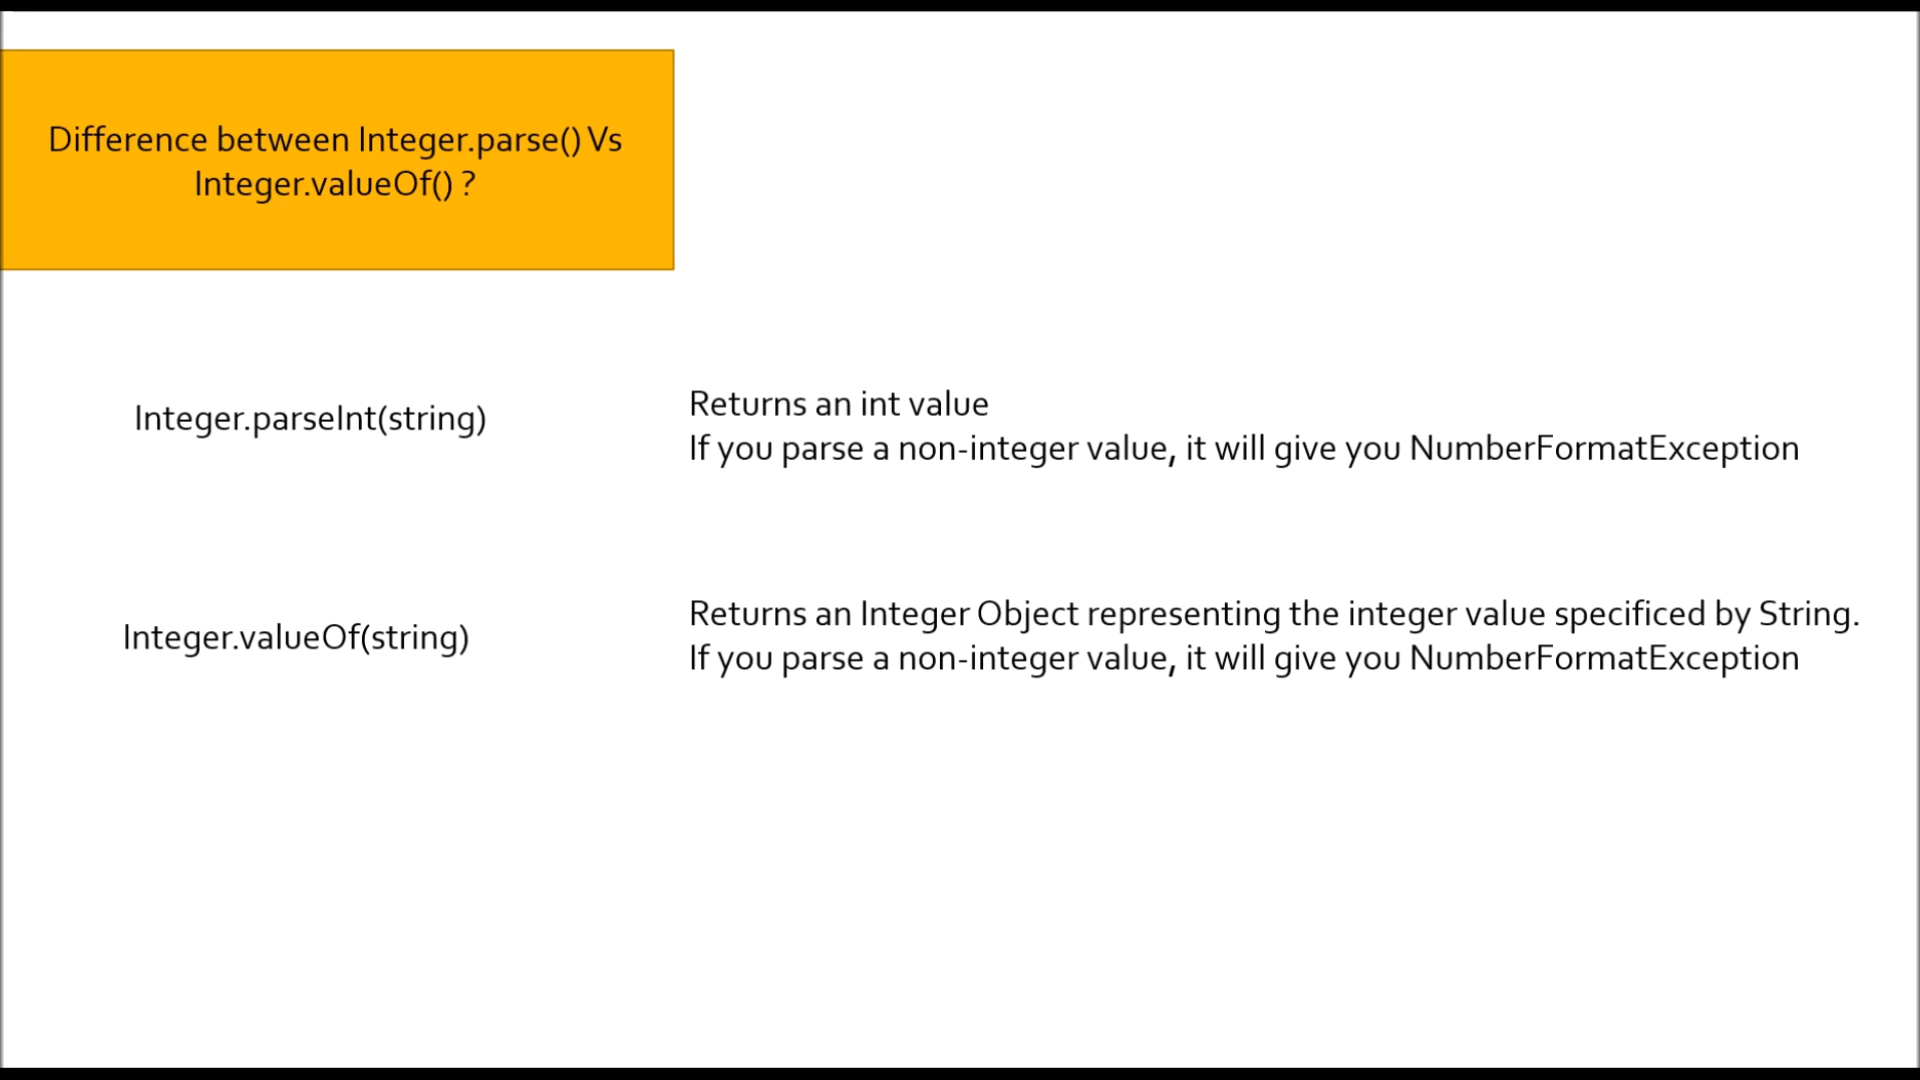 Difference between Integer.parse() Vs
Integer.valueOf() ?
Integer.parseInt(string)
Returns an int value
If you parse a non-integer value, it will give you NumberFormatException
Integer.valueOf(string)
Returns an Integer Object representing the integer value specificed by String.
If you parse a non-integer value, it will give you NumberFormatException